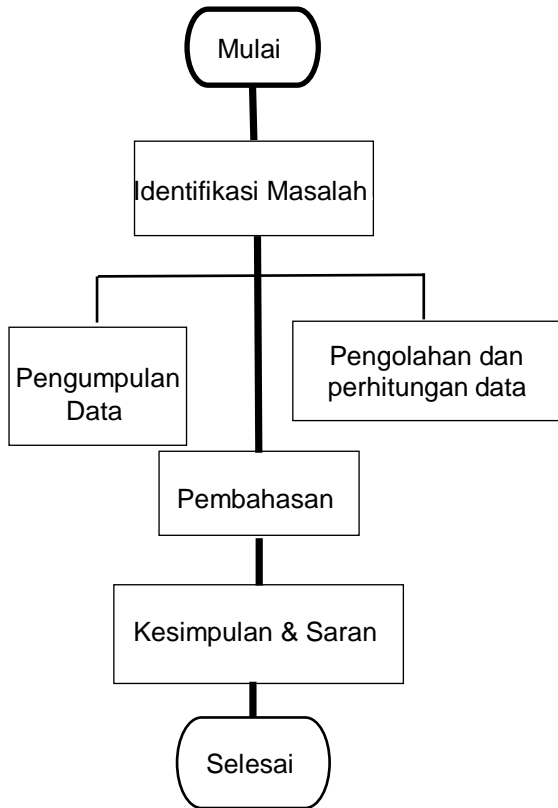 Mulai
Identifikasi Masalah
Pengumpulan
Data
Pengolahan dan
perhitungan data
Pembahasan
Kesimpulan & Saran
Selesai